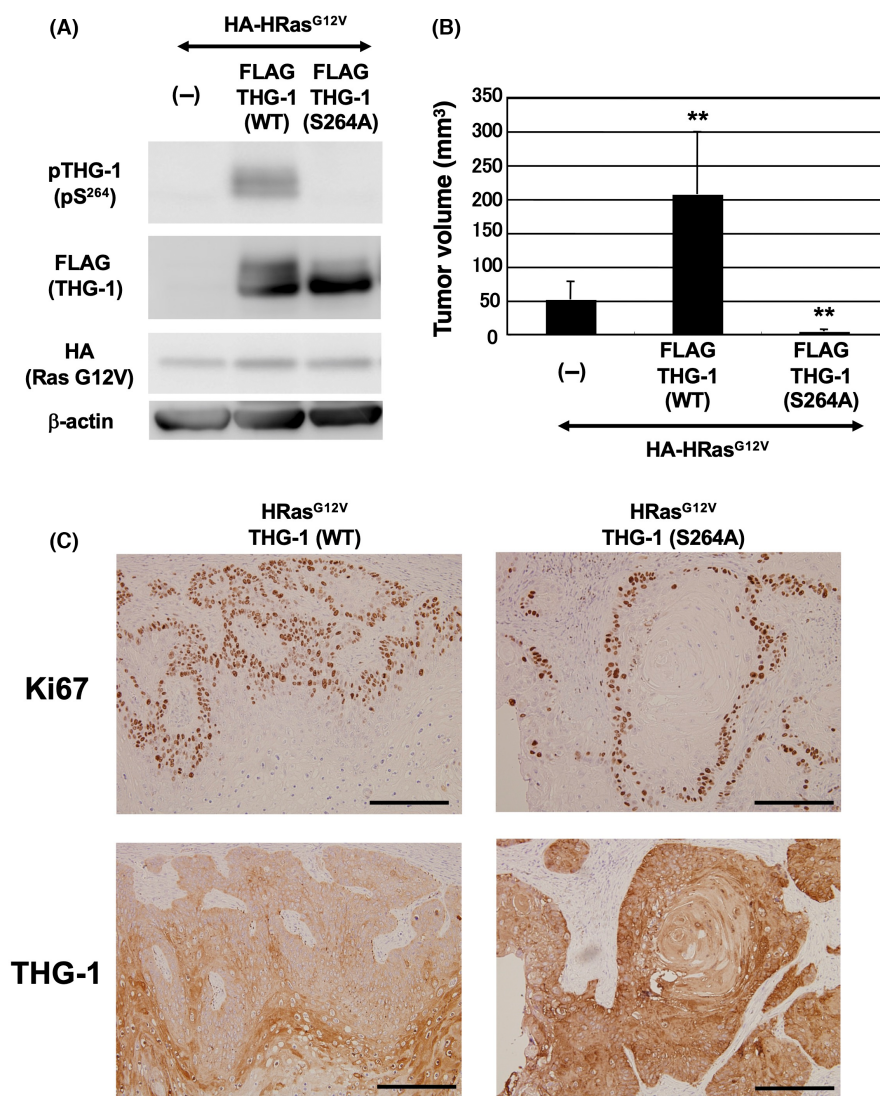 (A)
HA-HRasG12V
(–)
FLAG
THG-1
(WT)
FLAG
THG-1
(S264A)
pTHG-1
(pS264)
FLAG
(THG-1)
HA
(Ras G12V)
β-actin
(B)
Tumor volume (mm3)
350
300
250
200
150
100
50
0
**
**
(–)
FLAG
THG-1
(WT)
FLAG
THG-1
(S264A)
HA-HRasG12V
(C)
HRasG12V
THG-1 (WT)
HRasG12V
THG-1 (S264A)
Ki67
THG-1